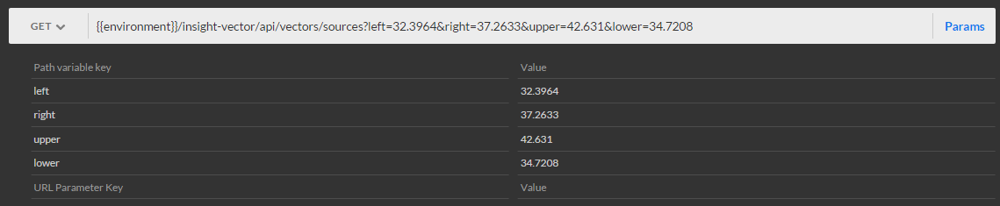 GET {{environment}}/insight-vector/api/vectors/sources?left=32.3964&right=37.2633&upper=42.631&lower=34.7208 Params
Path variable key Value
left 32.3964
right 37.2633
upper 42.631
lower 34.7208
URL Parameter Key Value